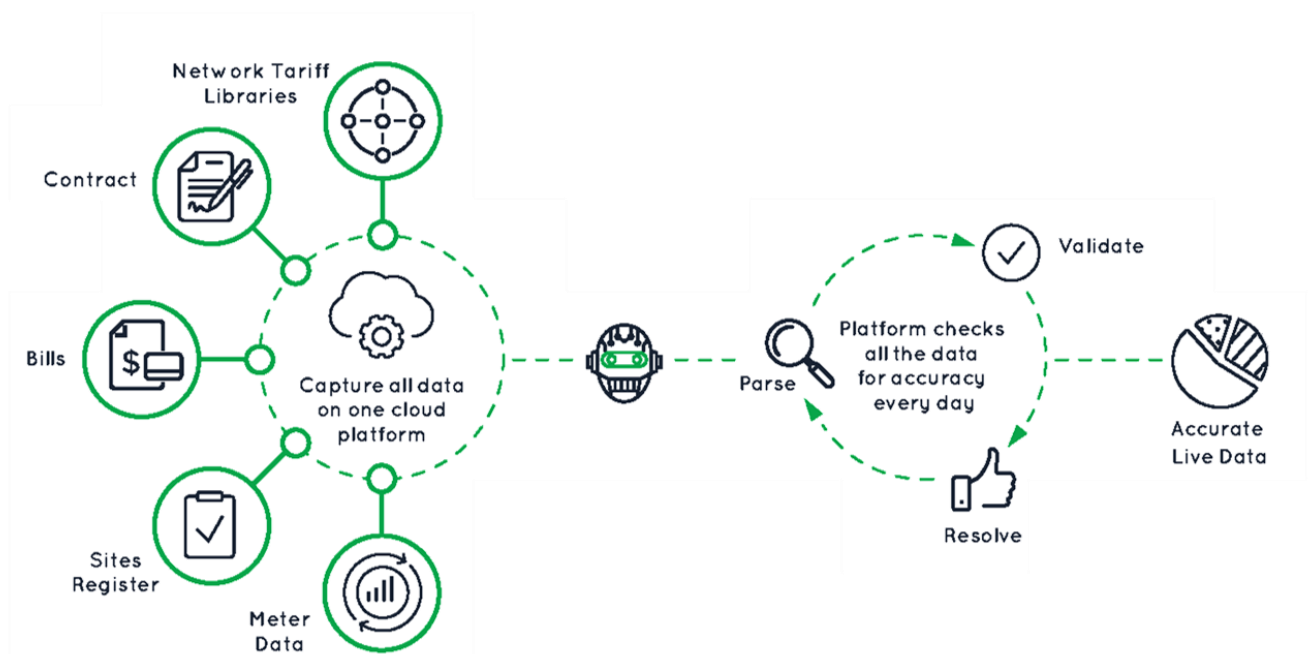 Network Tariff
Libraries
Contract
Bills
$
Sites
Register
Meter
Data
Capture all data
on one cloud
platform
Parse
Validate
Platform checks
all the data
for accuracy
every day
Resolve
Accurate
Live Data